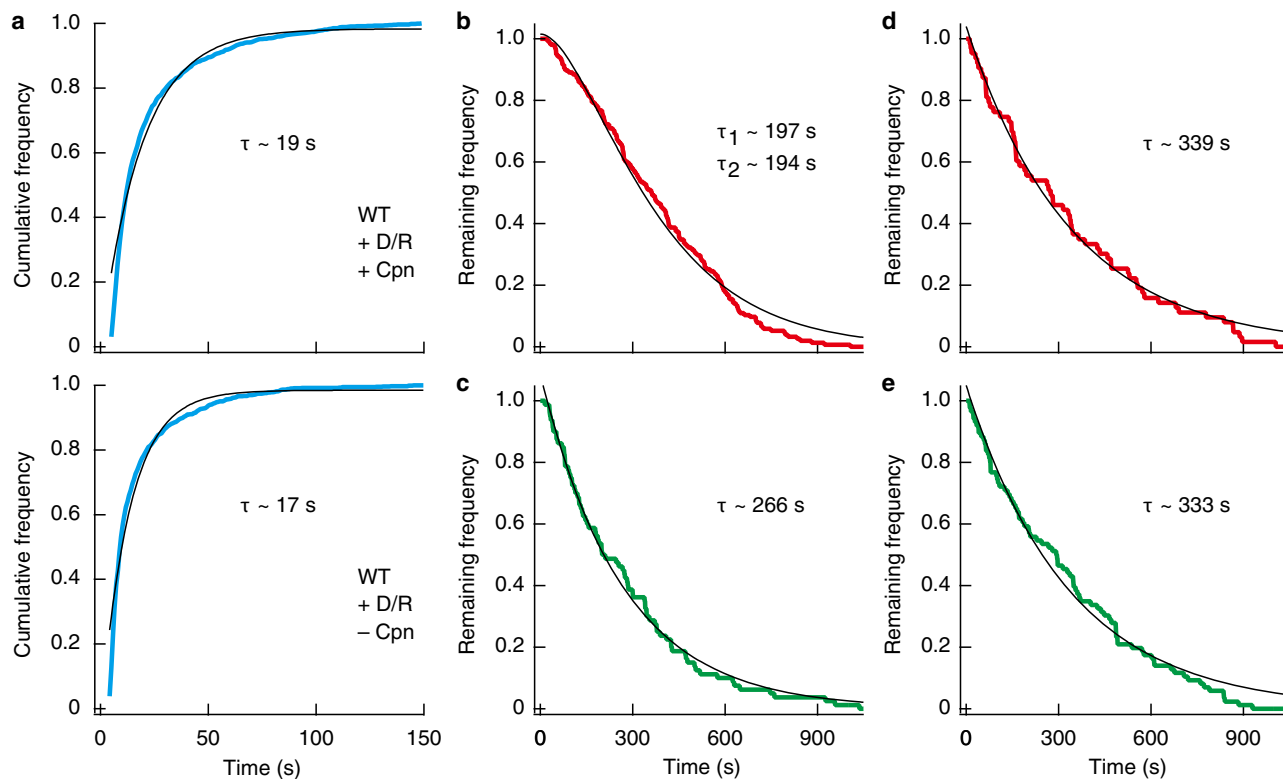 a
Cumulative frequency
1.0
0.8
0.6
0.4
0.2
0
τ ~ 19 s
WT
+ D/R
+ Cpn
b
Remaining frequency
1.0
0.8
0.6
0.4
0.2
0
τ1 ~ 197 s
τ2 ~ 194 s
d
Remaining frequency
1.0
0.8
0.6
0.4
0.2
0
τ ~ 339 s
Cumulative frequency
1.0
0.8
0.6
0.4
0.2
0
τ ~ 17 s
WT
+ D/R
– Cpn
0 50 100 150
Time (s)
c
Remaining frequency
1.0
0.8
0.6
0.4
0.2
0
τ ~ 266 s
0 300 600 900
Time (s)
e
Remaining frequency
1.0
0.8
0.6
0.4
0.2
0
τ ~ 333 s
0 300 600 900
Time (s)